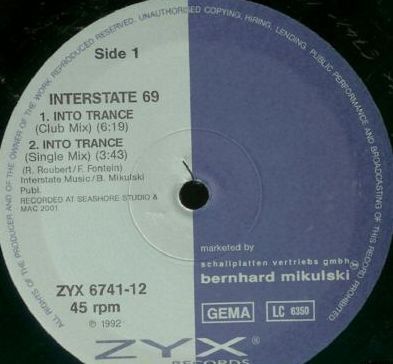 ALL RIGHTS OF THE PRODUCER AND OF THE OWNER OF THE WORK REPRODUCED RESERVED. UNAUTHORISED COPYING, HIRING, LENDING, PUBLIC PERFORMANCE AND BROADCASTING OF THIS RECORD PROHIBITED
Side 1
INTERSTATE 69
1. INTO TRANCE
(Club Mix) (6:19)
2. INTO TRANCE
(Single Mix) (3:43)
(R. Roubert/F. Fontein)
Interstate Music/B. Mikulski
Publ.
RECORDED AT SEASHORE STUDIO &
MAC 2001
marketed by
schallplatten vertriebs gmbh
bernhard mikulski
ZYX 6741-12
45 rpm
GEMA LC 6350
℗ 1992
ZYX®
RECORDS